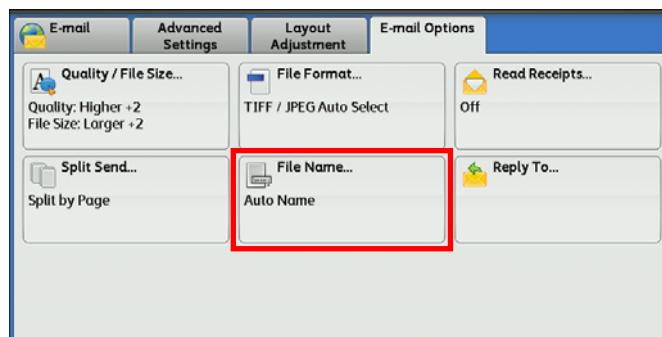 E-mail
Advanced
Settings
Layout
Adjustment
E-mail Options
Quality / File Size...
Quality: Higher +2
File Size: Larger +2
File Format...
TIFF / JPEG Auto Select
Read Receipts...
Off
Split Send...
Split by Page
File Name...
Auto Name
Reply To...